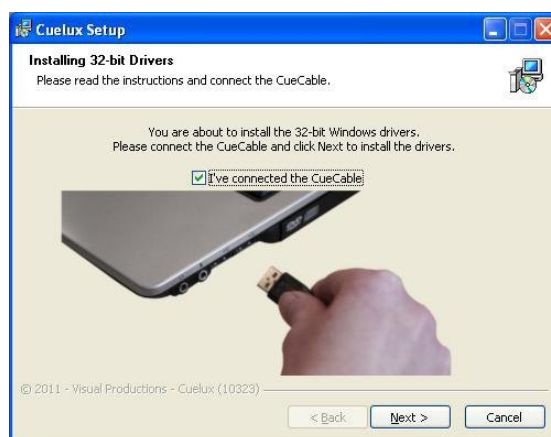 Cuelux Setup
Installing 32-bit Drivers
Please read the instructions and connect the CueCable.
You are about to install the 32-bit Windows drivers.
Please connect the CueCable and click Next to install the drivers.
I've connected the CueCable
© 2011 - Visual Productions - Cuelux (10323)
< Back
Next >
Cancel